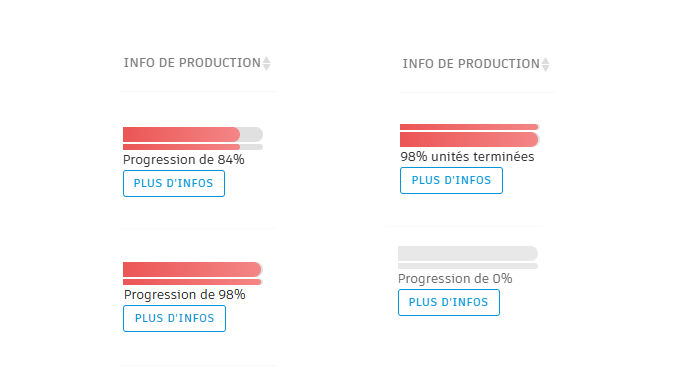 INFO DE PRODUCTION
Progression de 84%
PLUS D'INFOS
Progression de 98%
PLUS D'INFOS
INFO DE PRODUCTION
98% unités terminées
PLUS D'INFOS
Progression de 0%
PLUS D'INFOS